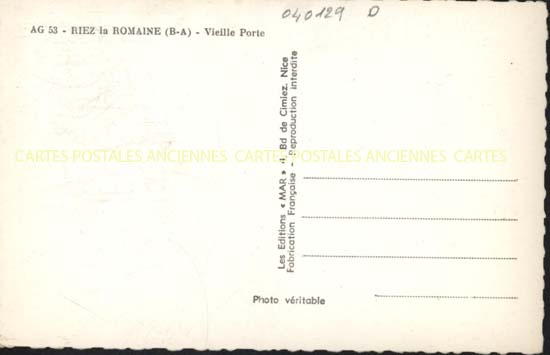 040129 D
AG 53 - RIEZ la ROMAINE (B-A) - Vieille Porte
CARTES POSTALES ANCIENNES CARTES POSTALES ANCIENNES CARTES
Les Editions « MAR » Bd de Cimiez, Nice
Fabrication Française - Reproduction interdite
Photo véritable